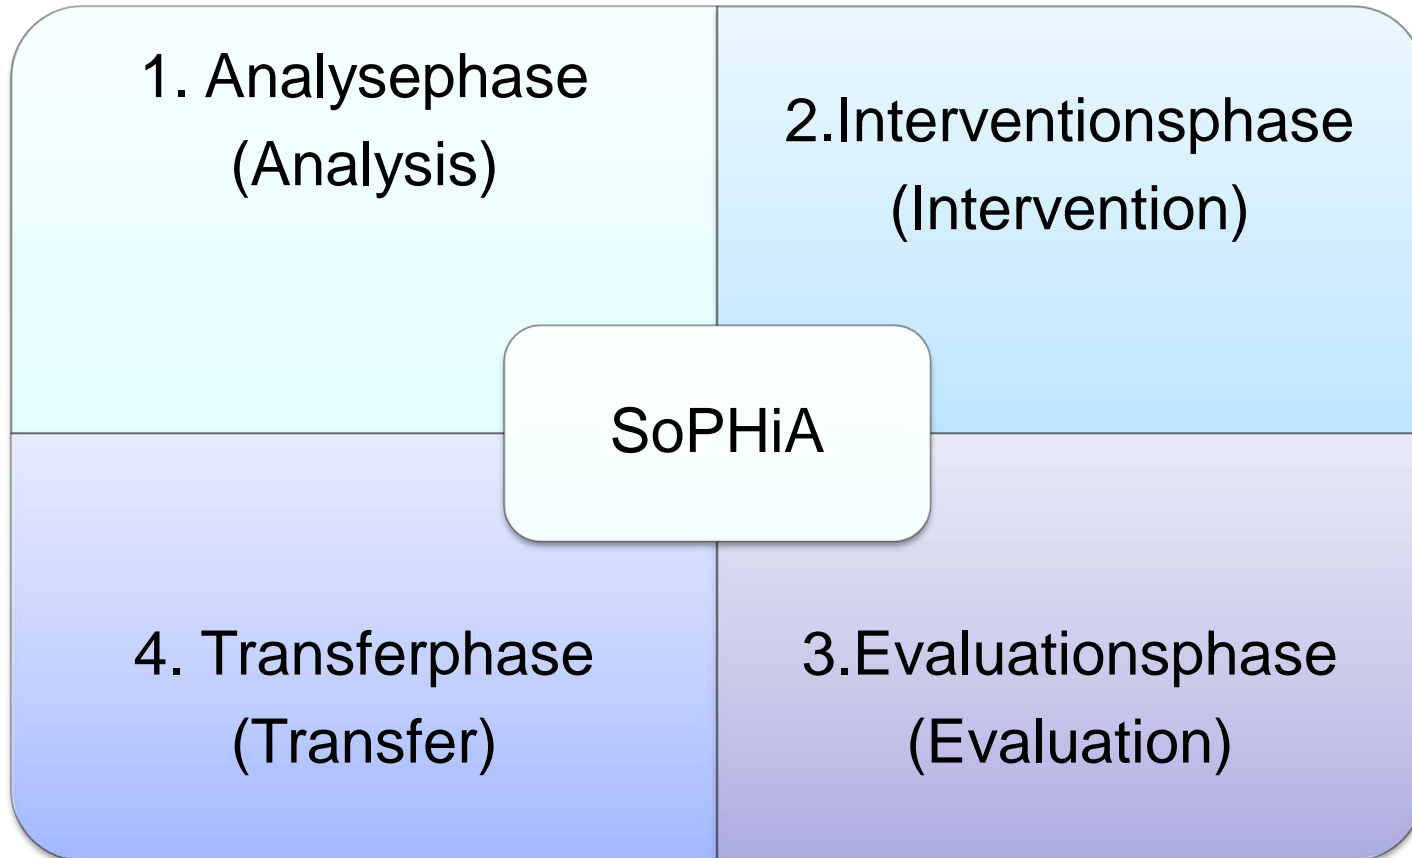 1. Analysephase
(Analysis)
2.Interventionsphase
(Intervention)
SoPHiA
4. Transferphase
(Transfer)
3.Evaluationsphase
(Evaluation)